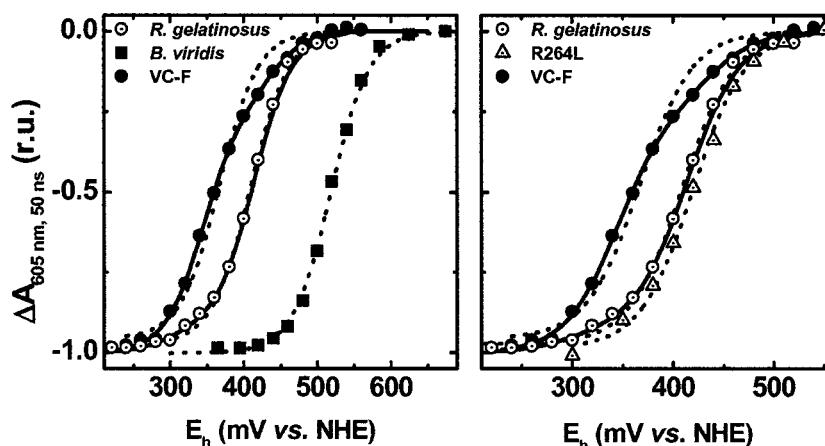 ΔA605 nm, 50 ns (r.u.)
0.0
-0.5
-1.0
R. gelatinosus
B. viridis
VC-F
300 400 500 600
Eh (mV vs. NHE)
R. gelatinosus
R264L
VC-F
300 400 500
Eh (mV vs. NHE)